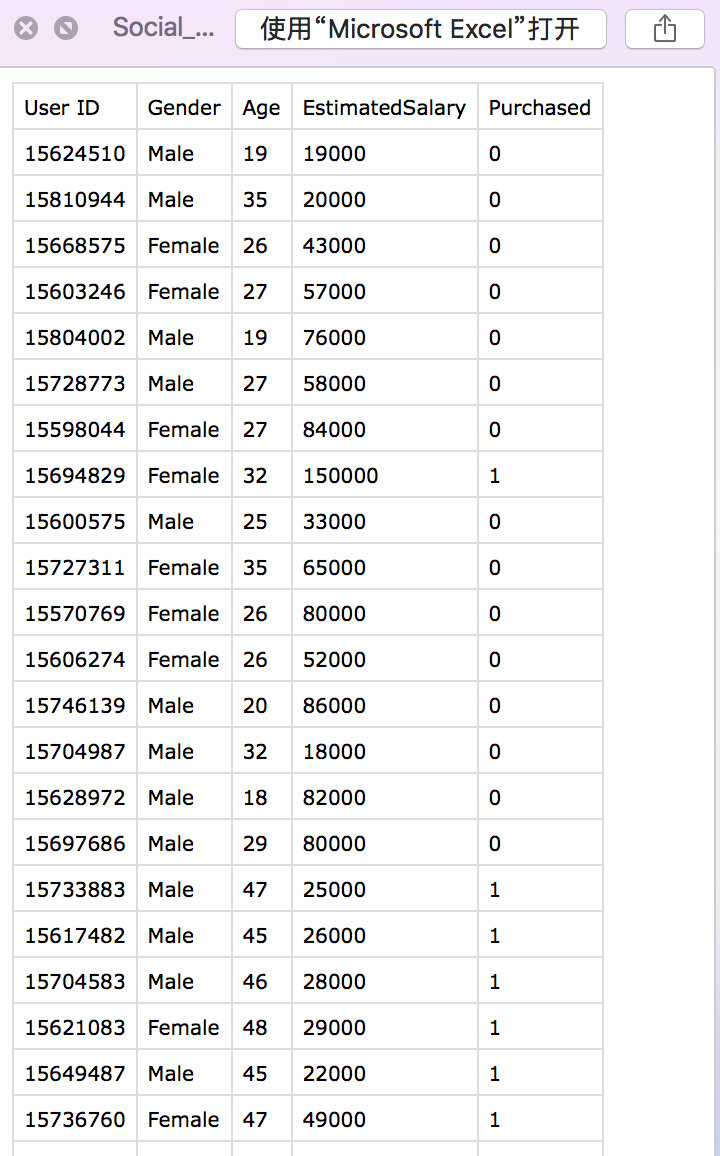 Social_... 使用“Microsoft Excel”打开
User ID Gender Age EstimatedSalary Purchased
15624510 Male 19 19000 0
15810944 Male 35 20000 0
15668575 Female 26 43000 0
15603246 Female 27 57000 0
15804002 Male 19 76000 0
15728773 Male 27 58000 0
15598044 Female 27 84000 0
15694829 Female 32 150000 1
15600575 Male 25 33000 0
15727311 Female 35 65000 0
15570769 Female 26 80000 0
15606274 Female 26 52000 0
15746139 Male 20 86000 0
15704987 Male 32 18000 0
15628972 Male 18 82000 0
15697686 Male 29 80000 0
15733883 Male 47 25000 1
15617482 Male 45 26000 1
15704583 Male 46 28000 1
15621083 Female 48 29000 1
15649487 Male 45 22000 1
15736760 Female 47 49000 1